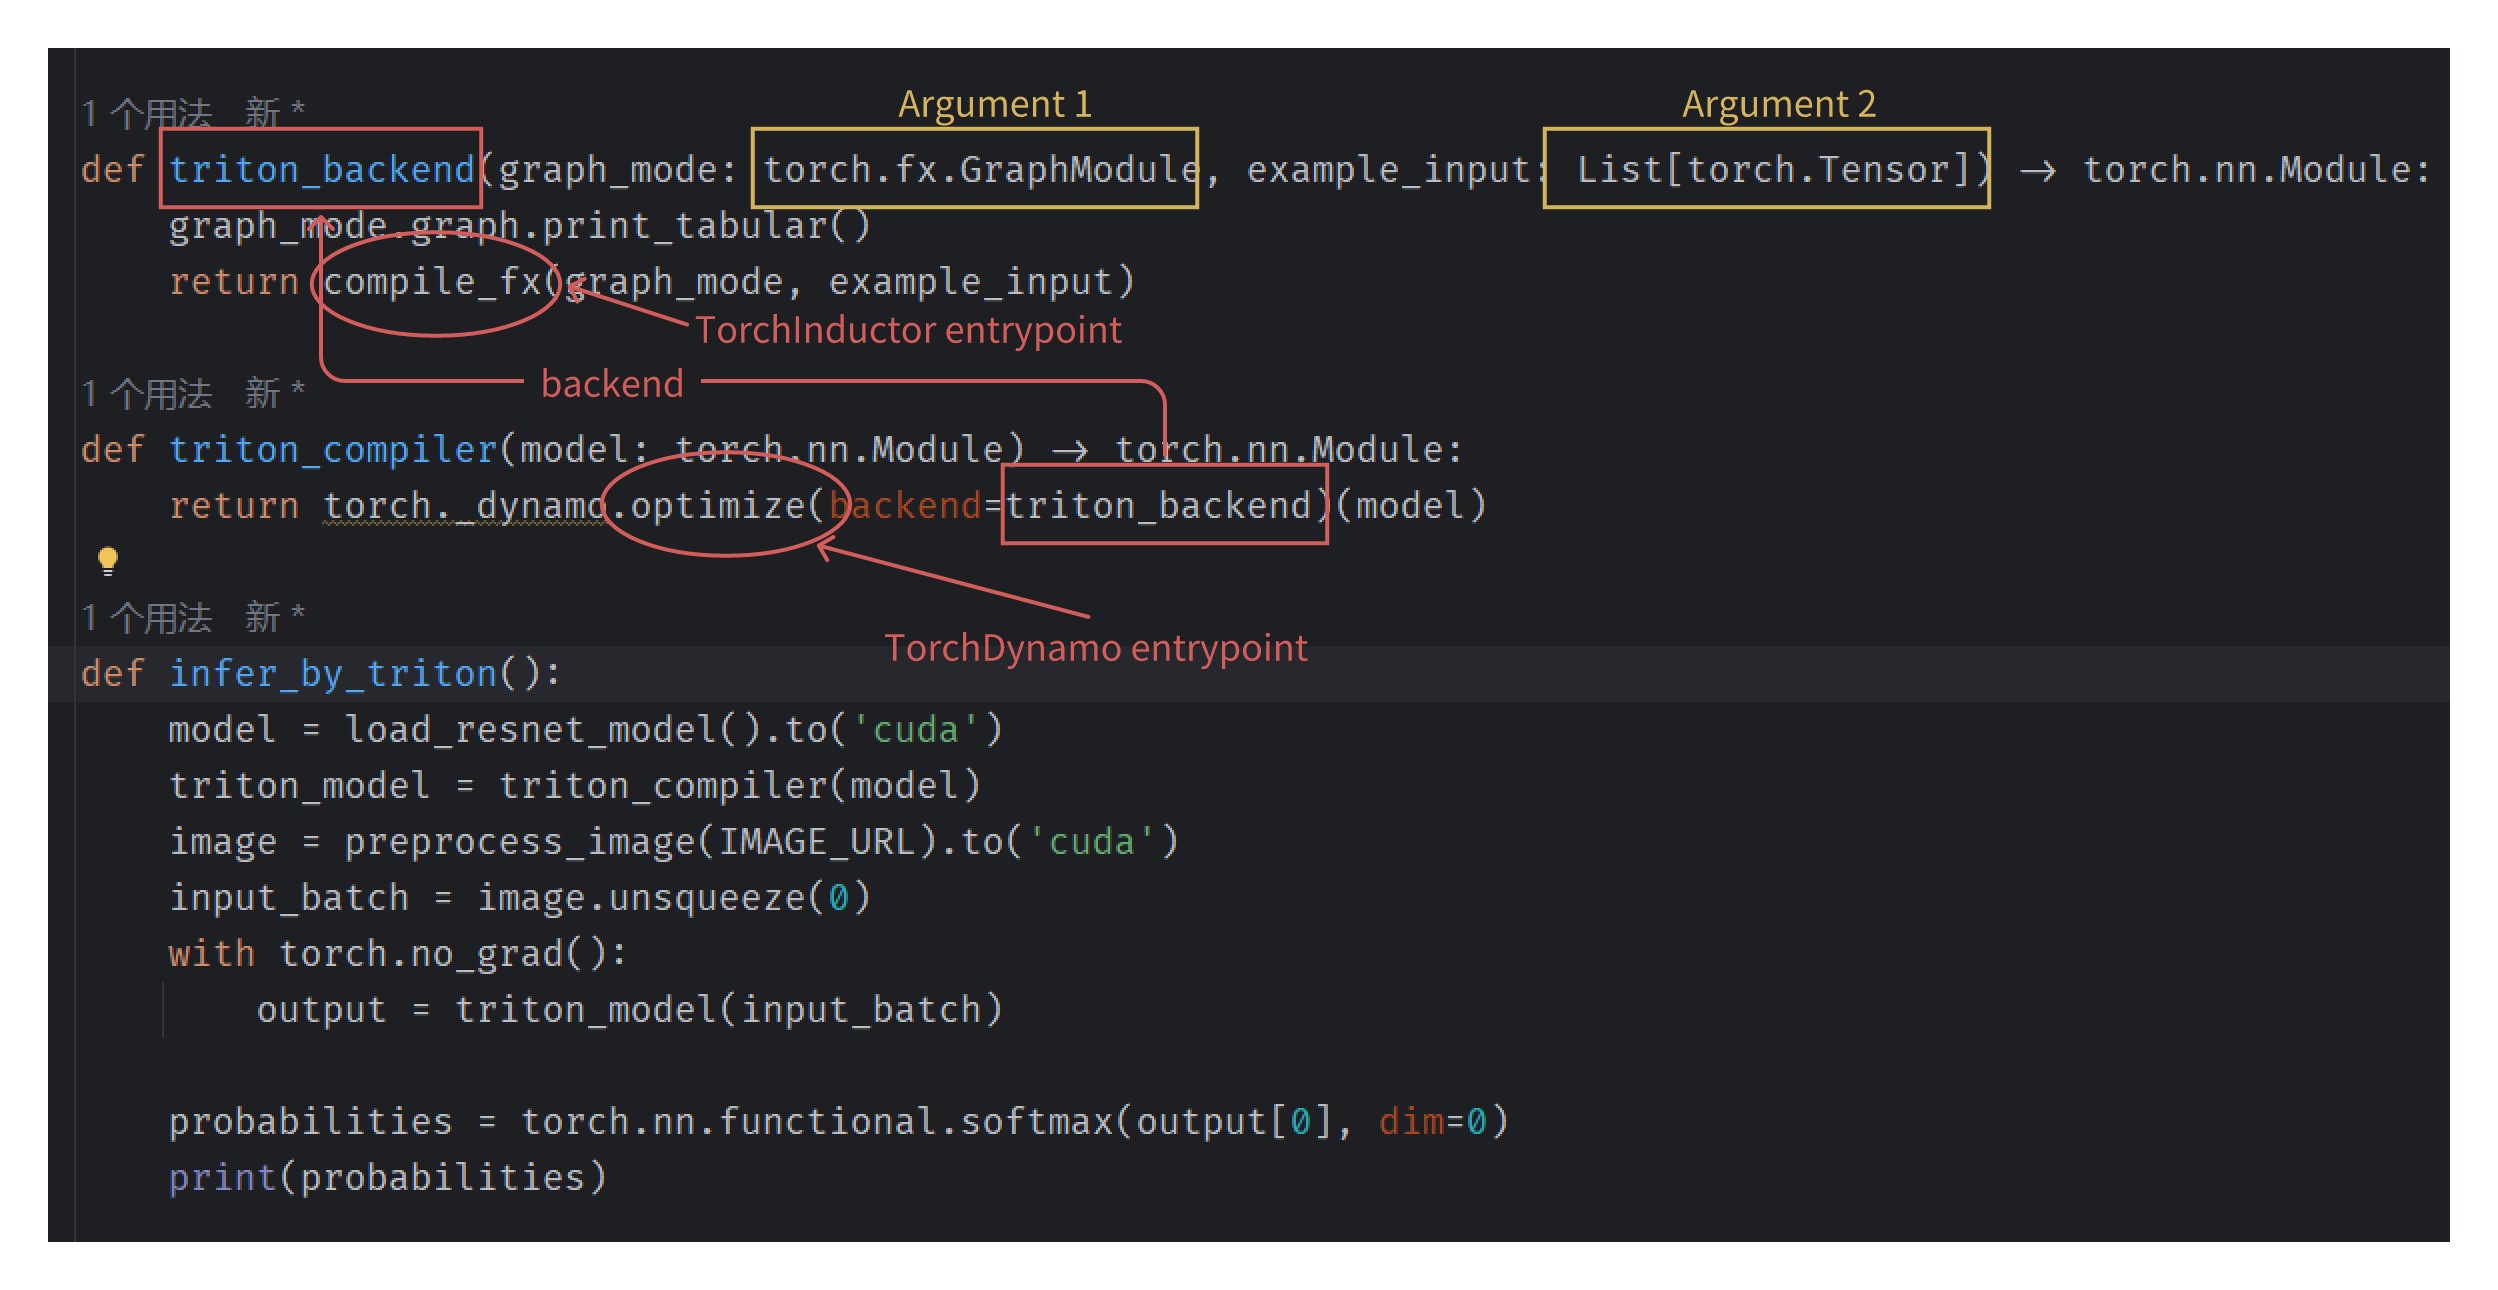 1 个用法 新 *
Argument 1 Argument 2
def triton_backend(graph_mode: torch.fx.GraphModule, example_input: List[torch.Tensor]) → torch.nn.Module:
graph_mode.graph.print_tabular()
return compile_fx(graph_mode, example_input)
TorchInductor entrypoint
backend
1 个用法 新 *
def triton_compiler(model: torch.nn.Module) → torch.nn.Module:
return torch._dynamo.optimize(backend=triton_backend)(model)
1 个用法 新 *
TorchDynamo entrypoint
def infer_by_triton():
model = load_resnet_model().to('cuda')
triton_model = triton_compiler(model)
image = preprocess_image(IMAGE_URL).to('cuda')
input_batch = image.unsqueeze(0)
with torch.no_grad():
output = triton_model(input_batch)
probabilities = torch.nn.functional.softmax(output[0], dim=0)
print(probabilities)